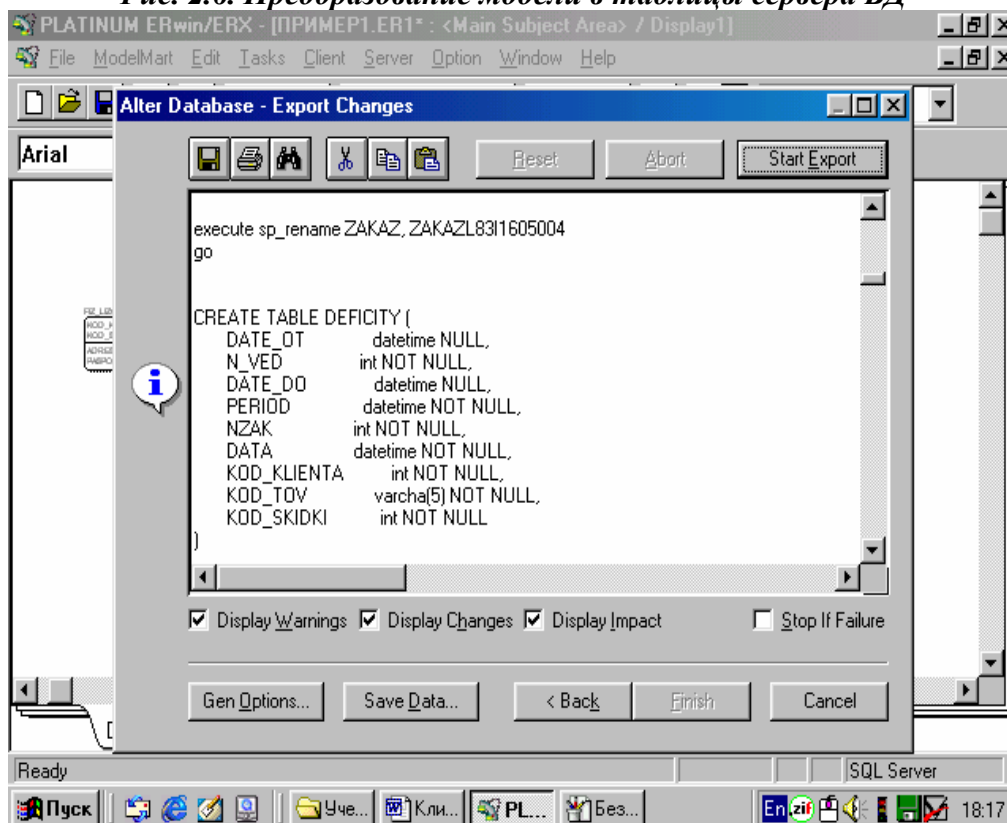 Рис. 2.6. Преобразование модели в таблицы сервера БД
PLATINUM ERwin/ERX - [ПРИМЕР1.ER1* : <Main Subject Area> / Display1]
File ModelMart Edit Tasks Client Server Option Window Help
Alter Database - Export Changes
Arial
Reset Abort Start Export
execute sp_rename ZAKAZ, ZAKAZL83I1605004
go
CREATE TABLE DEFICITY (
DATE_OT datetime NULL,
N_VED int NOT NULL,
DATE_DO datetime NULL,
PERIOD datetime NOT NULL,
NZAK int NOT NULL,
DATA datetime NOT NULL,
KOD_KLIENTA int NOT NULL,
KOD_TOV varcha(5) NOT NULL,
KOD_SKIDKI int NOT NULL
)
Display Warnings Display Changes Display Impact Stop If Failure
Gen Options... Save Data... < Back Finish Cancel
Ready SQL Server
Пуск Уче... Кли... PL... Без... En zif 18:17